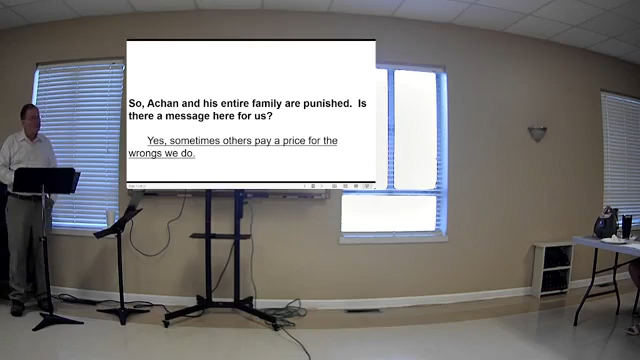 So, Achan and his entire family are punished.  Is
there a message here for us?
Yes, sometimes others pay a price for the
wrongs we do.